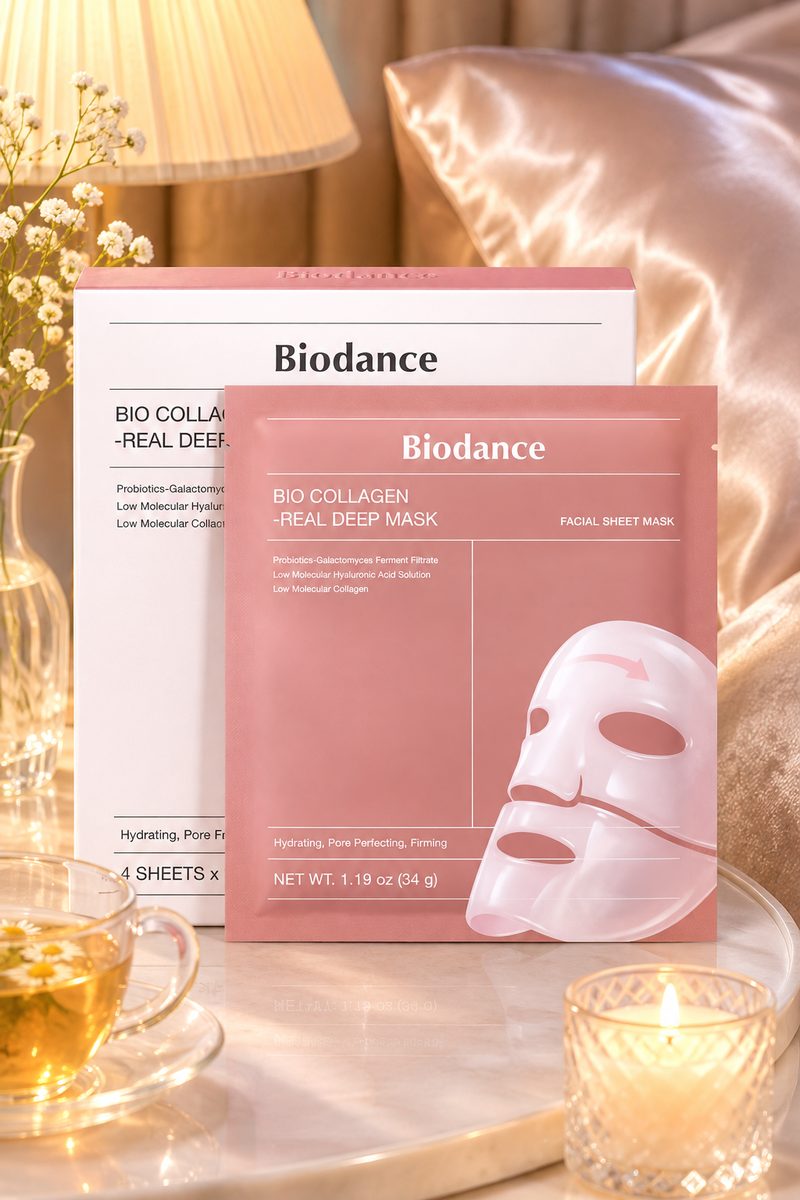 Biodance
Biodance
BIO COLLAG
-REAL DEEP
Probiotics-Galactomyc
Low Molecular Hyalur
Low Molecular Collac
Hydrating, Pore Fr
4 SHEETS x
Biodance
BIO COLLAGEN
-REAL DEEP MASK
FACIAL SHEET MASK
Probiotics-Galactomyces Ferment Filtrate
Low Molecular Hyaluronic Acid Solution
Low Molecular Collagen
Hydrating, Pore Perfecting, Firming
NET WT. 1.19 oz (34 g)